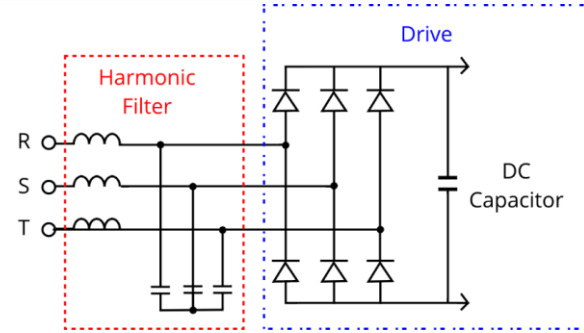 Drive
Harmonic
Filter
R
S
T
DC
Capacitor